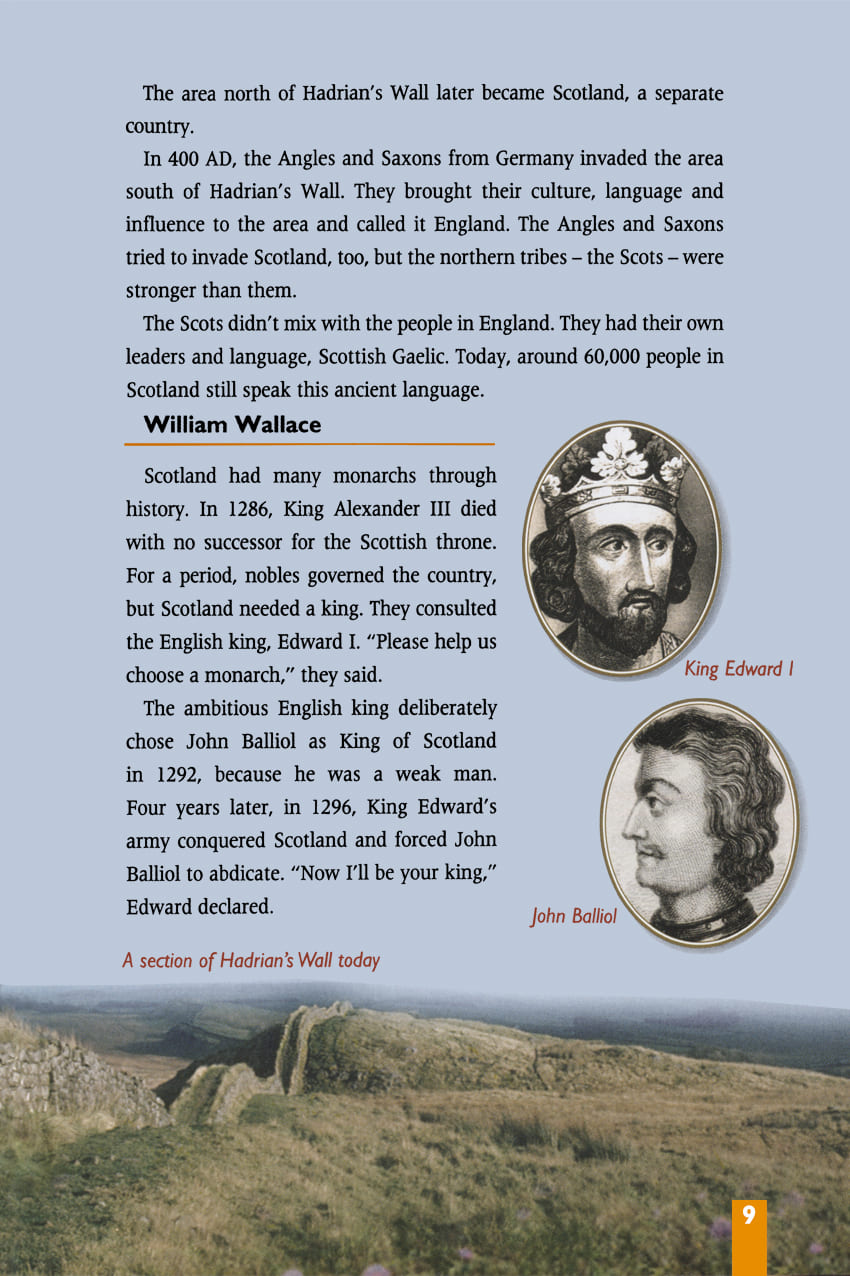 The area north of Hadrian's Wall later became Scotland, a separate
country.
In 400 AD, the Angles and Saxons from Germany invaded the area
south of Hadrian's Wall. They brought their culture, language and
influence to the area and called it England. The Angles and Saxons
tried to invade Scotland, too, but the northern tribes – the Scots – were
stronger than them.
The Scots didn't mix with the people in England. They had their own
leaders and language, Scottish Gaelic. Today, around 60,000 people in
Scotland still speak this ancient language.
William Wallace
Scotland had many monarchs through
history. In 1286, King Alexander III died
with no successor for the Scottish throne.
For a period, nobles governed the country,
but Scotland needed a king. They consulted
the English king, Edward I. “Please help us
choose a monarch,” they said.
The ambitious English king deliberately
chose John Balliol as King of Scotland
in 1292, because he was a weak man.
Four years later, in 1296, King Edward's
army conquered Scotland and forced John
Balliol to abdicate. “Now I'll be your king,”
Edward declared.
King Edward I
John Balliol
A section of Hadrian's Wall today
9